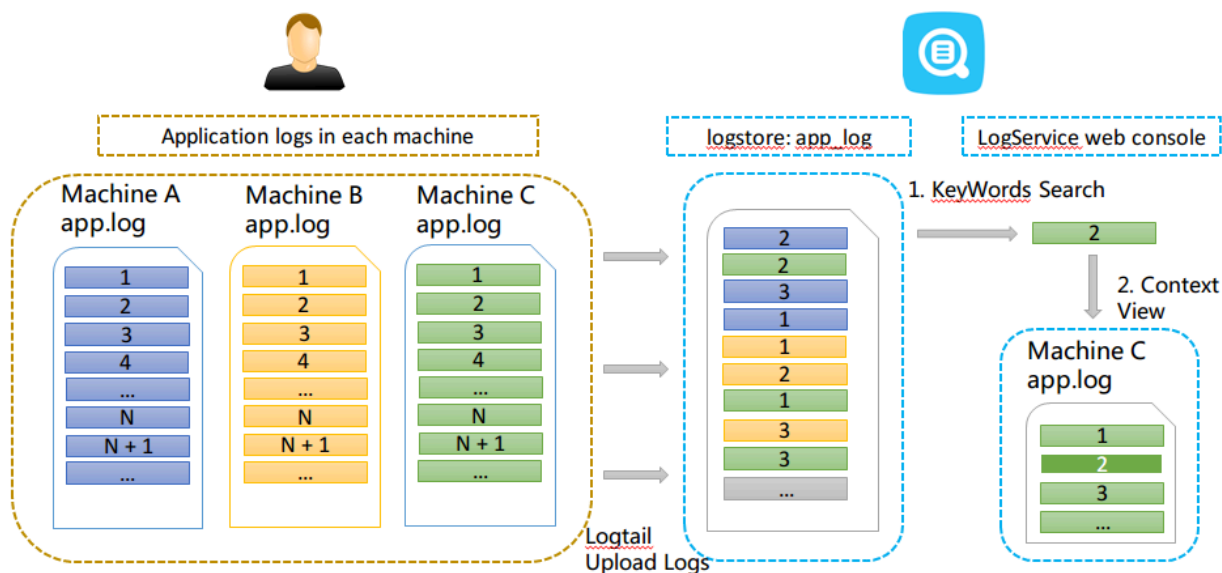 Application logs in each machine
logstore: app_log
LogService web console
Machine A
app.log
1
2
3
4
...
N
N + 1
...
Machine B
app.log
1
2
3
4
...
N
N + 1
...
Machine C
app.log
1
2
3
4
...
N
N + 1
...
Logtail
Upload Logs
2
2
3
1
1
2
1
3
3
...
1. KeyWords Search
2
2. Context
View
Machine C
app.log
1
2
3
...